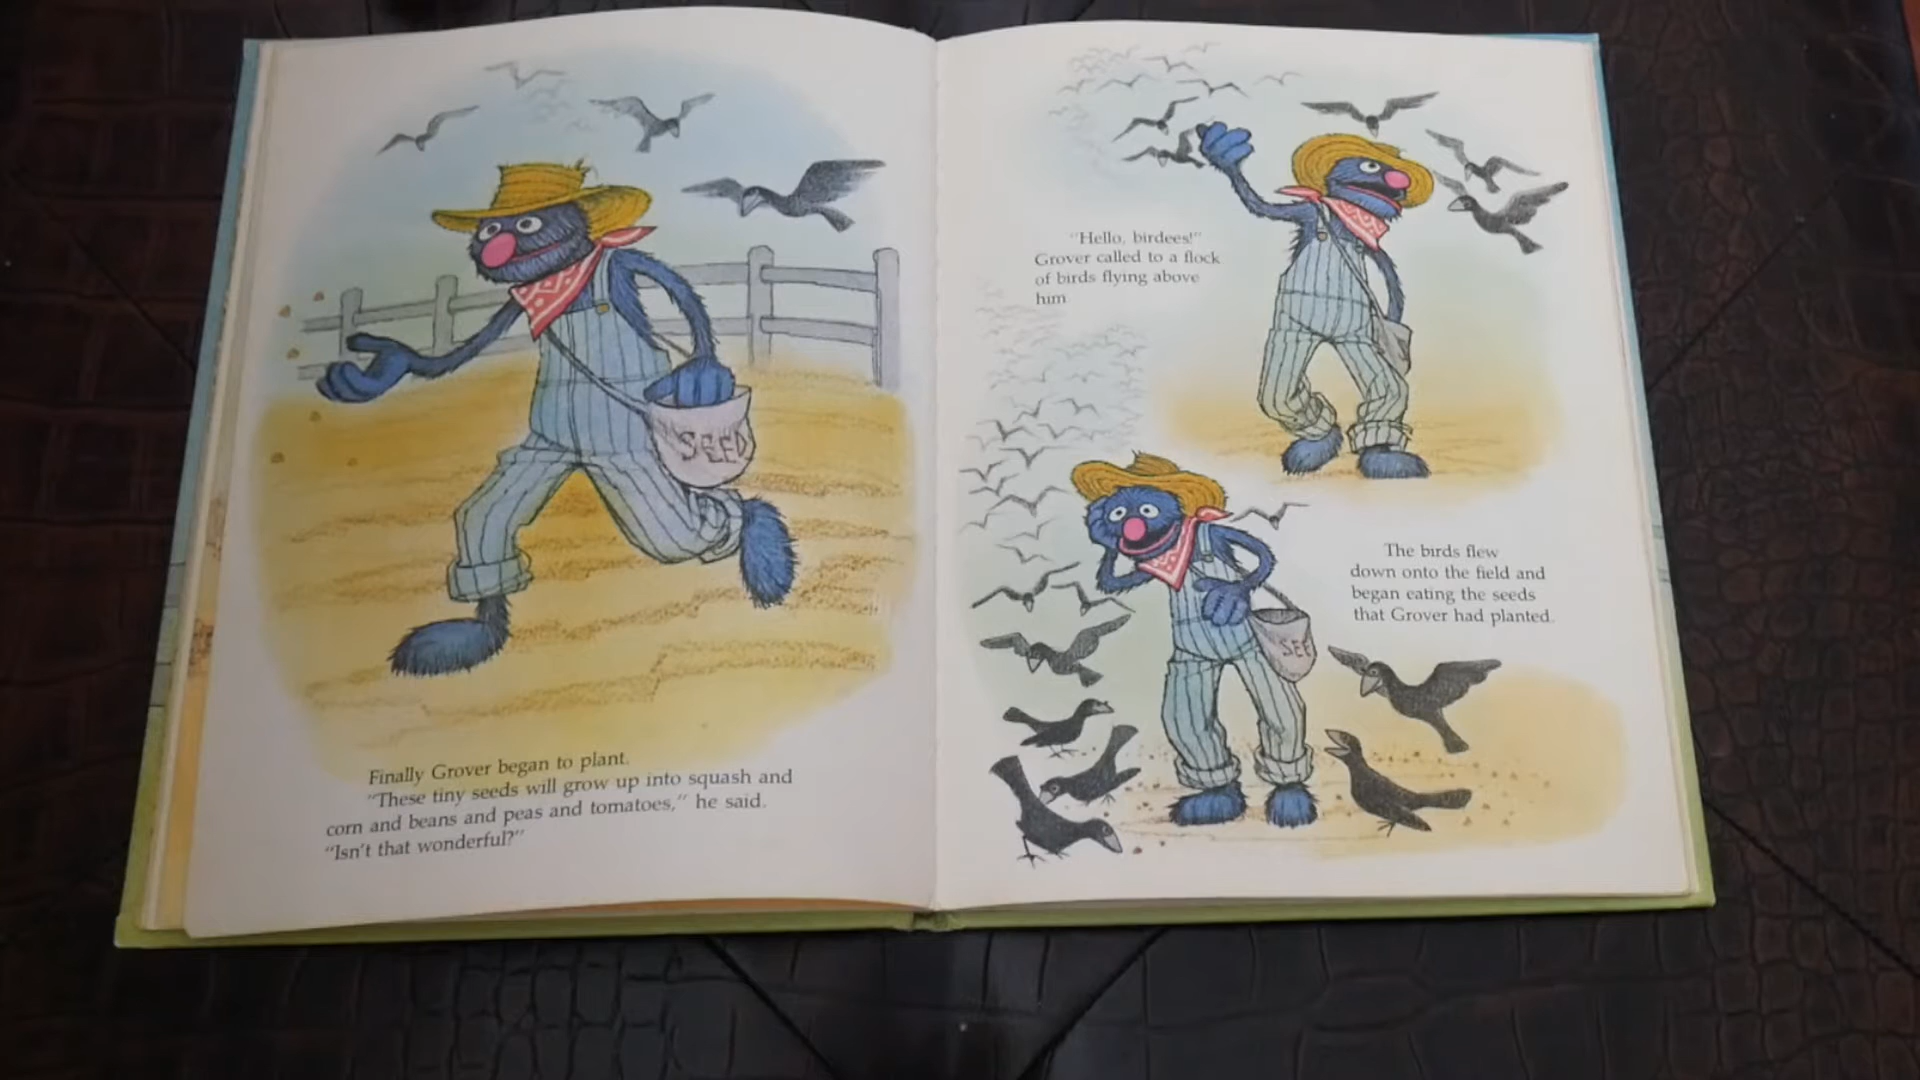 SEED
Finally Grover began to plant.
"These tiny seeds will grow up into squash and
corn and beans and peas and tomatoes," he said.
"Isn't that wonderful?"
"Hello, birdees!"
Grover called to a flock
of birds flying above
him
The birds flew
down onto the field and
began eating the seeds
that Grover had planted.
SEE